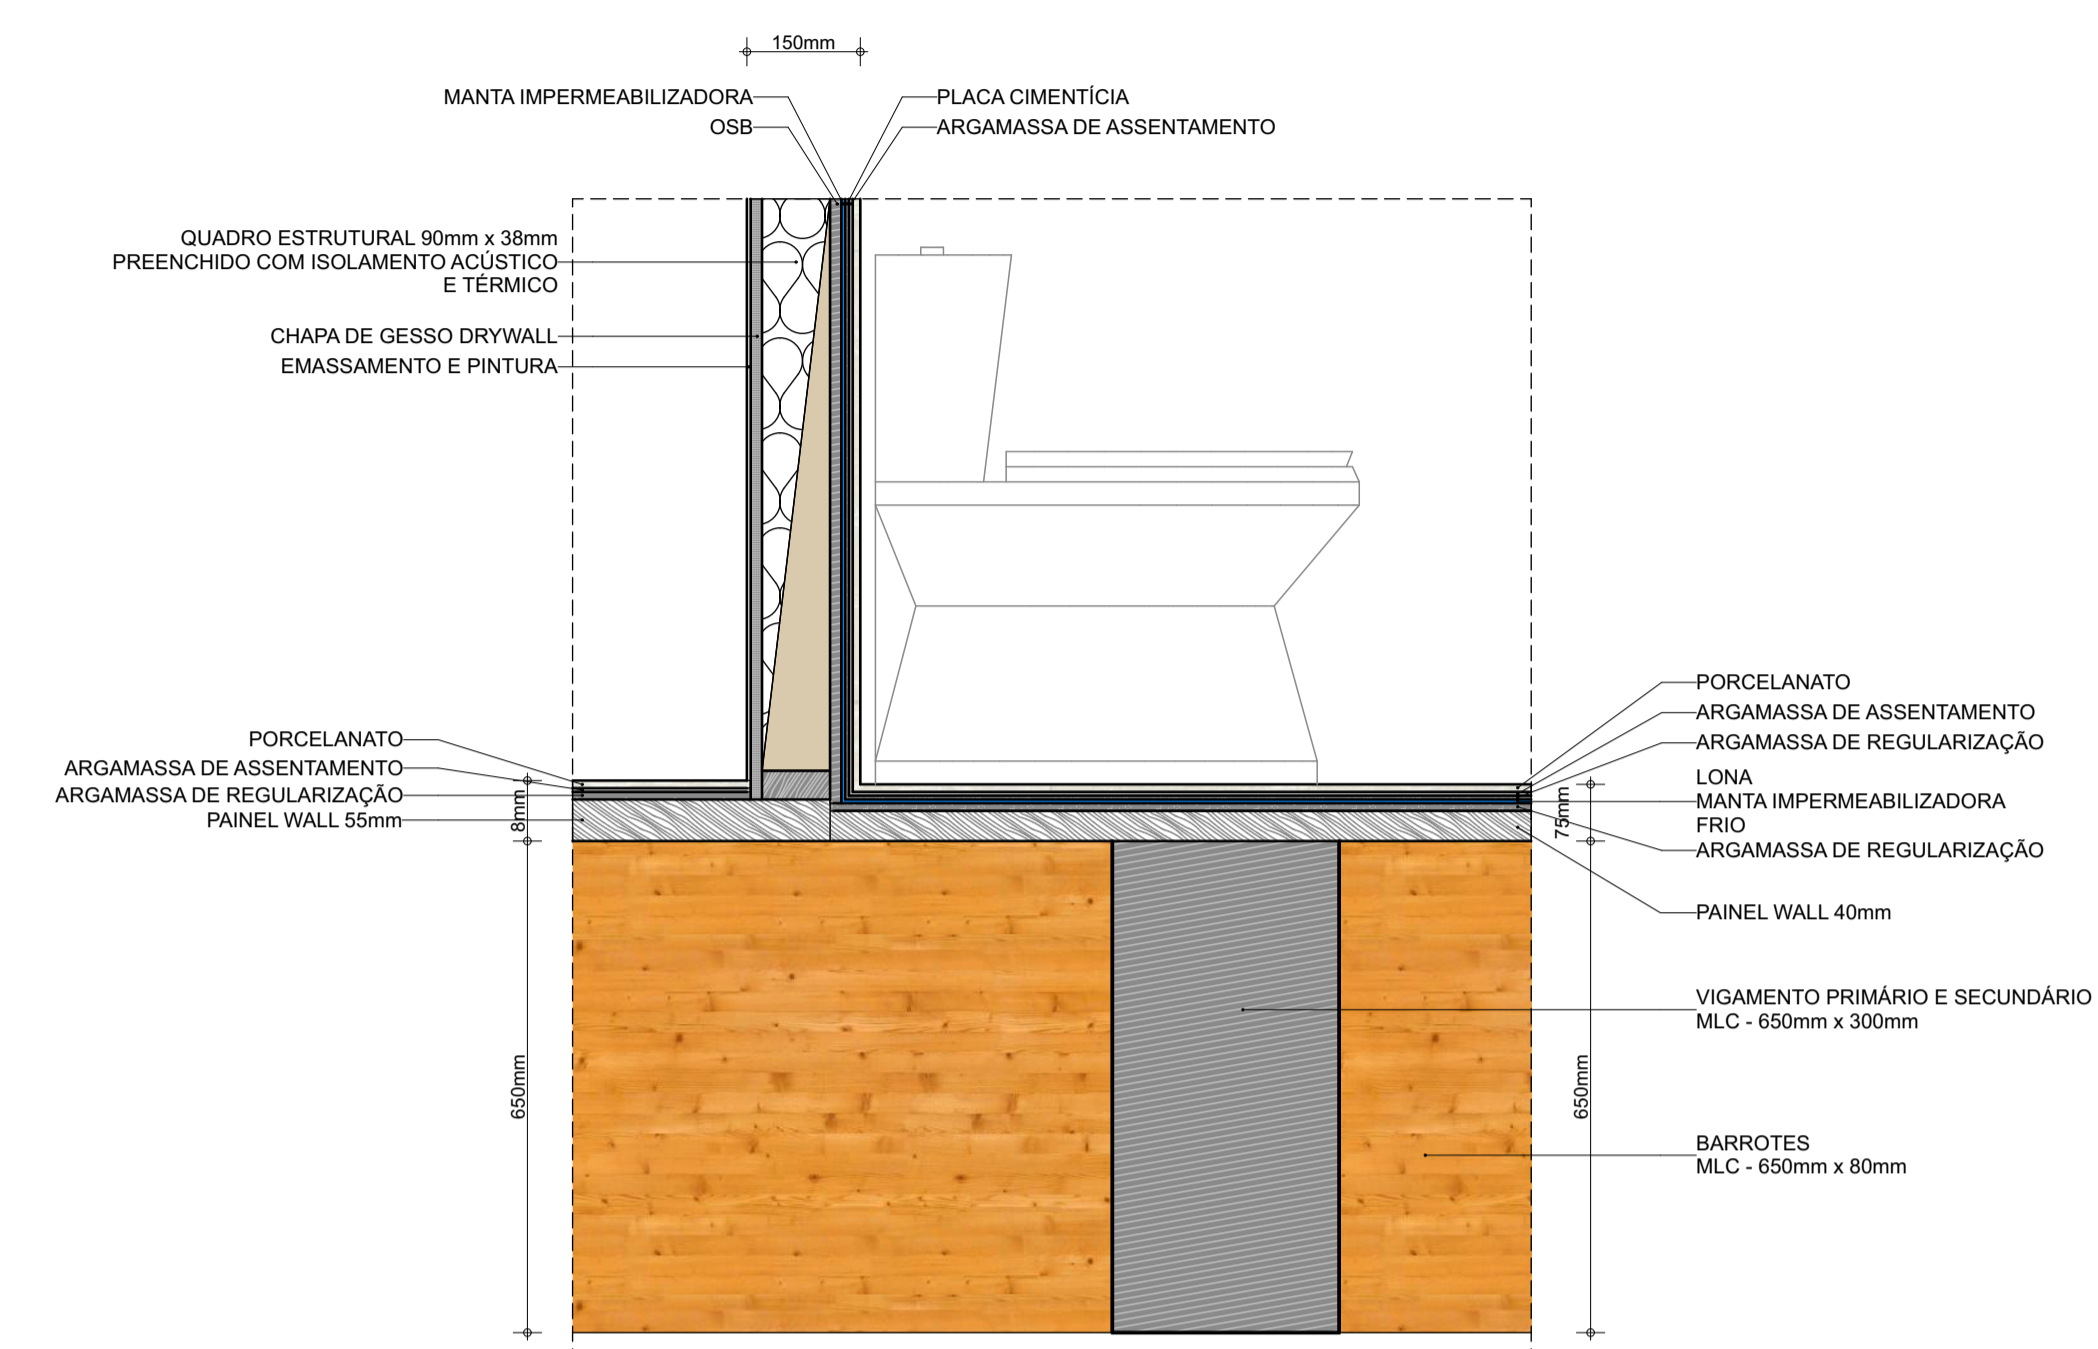 150mm
MANTA IMPERMEABILIZADORA
OSB
PLACA CIMENTÍCIA
ARGAMASSA DE ASSENTAMENTO
QUADRO ESTRUTURAL 90mm x 38mm
PREENCHIDO COM ISOLAMENTO ACÚSTICO
E TÉRMICO
CHAPA DE GESSO DRYWALL
EMASSAMENTO E PINTURA
PORCELANATO
ARGAMASSA DE ASSENTAMENTO
ARGAMASSA DE REGULARIZAÇÃO
PAINEL WALL 55mm
8mm
650mm
PORCELANATO
ARGAMASSA DE ASSENTAMENTO
ARGAMASSA DE REGULARIZAÇÃO
LONA
MANTA IMPERMEABILIZADORA
FRIO
ARGAMASSA DE REGULARIZAÇÃO
PAINEL WALL 40mm
75mm
VIGAMENTO PRIMÁRIO E SECUNDÁRIO
MLC - 650mm x 300mm
650mm
BARROTES
MLC - 650mm x 80mm